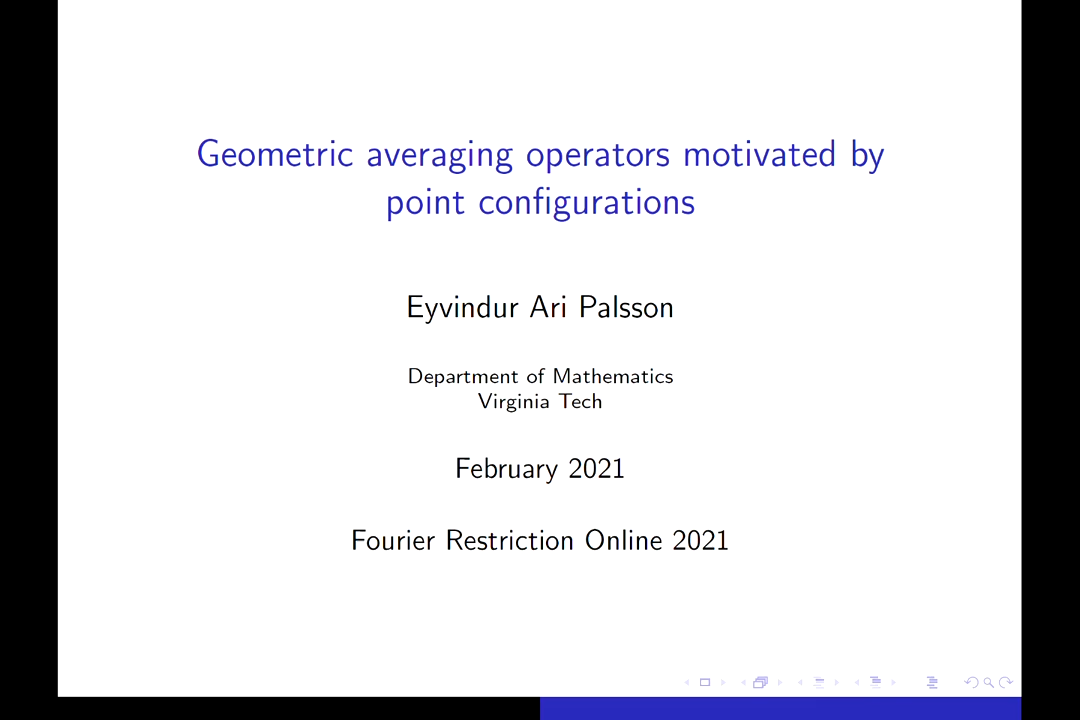 Geometric averaging operators motivated by
point configurations
Eyvindur Ari Palsson
Department of Mathematics
Virginia Tech
February 2021
Fourier Restriction Online 2021